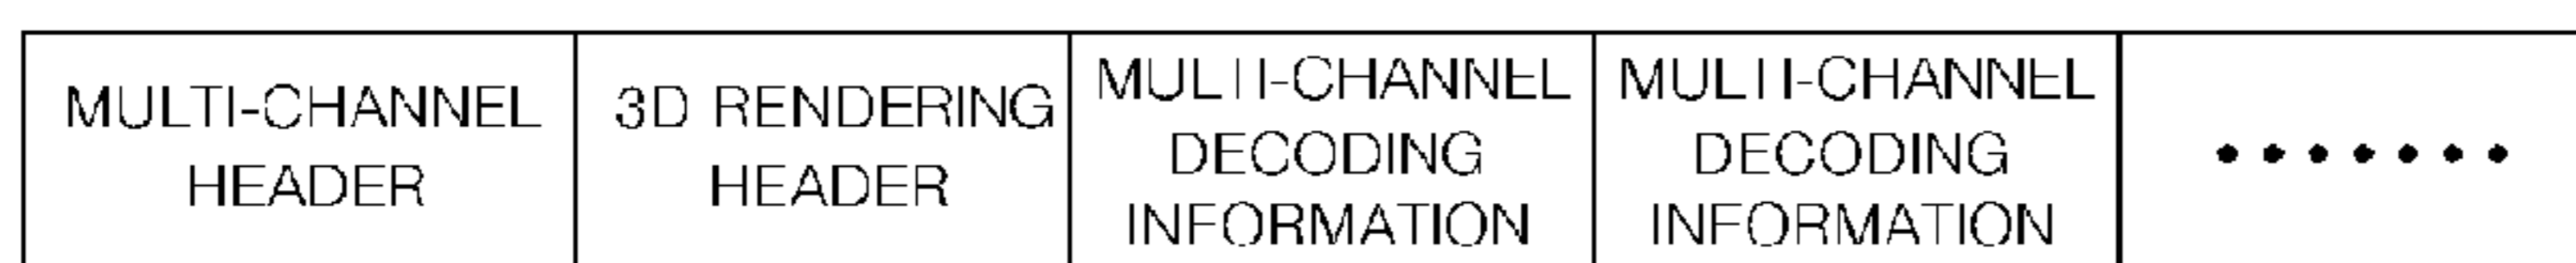 MULTI-CHANNEL
HEADER
3D RENDERING
HEADER
MULTI-CHANNEL
DECODING
INFORMATION
MULTI-CHANNEL
DECODING
INFORMATION
.......